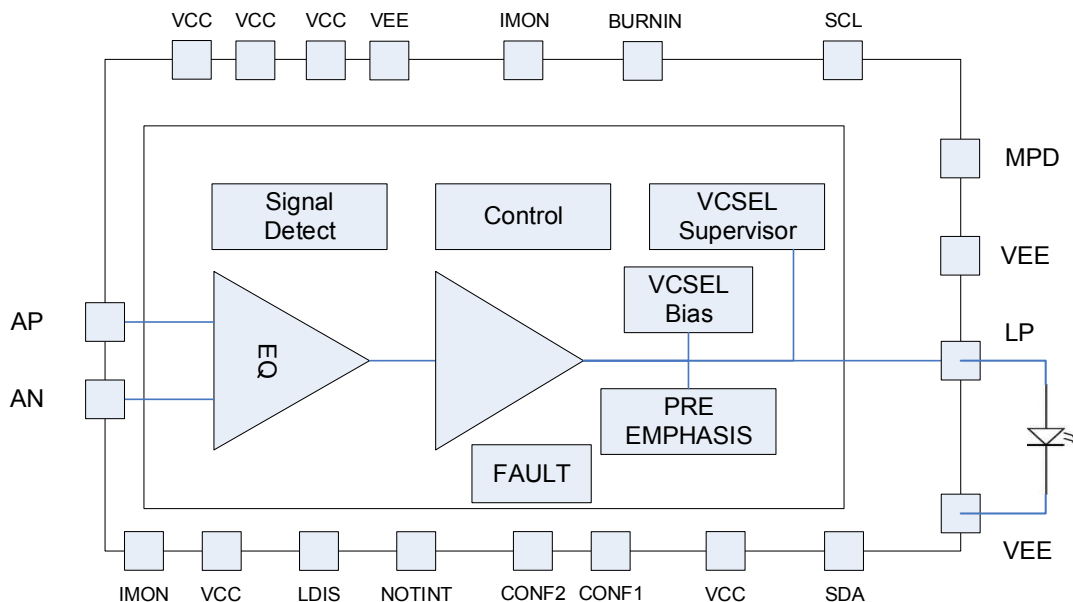 VCC
VCC
VCC
VEE
IMON
BURNIN
SCL
MPD
VEE
LP
VEE
Signal
Detect
Control
VCSEL
Supervisor
VCSEL
Bias
AP
AN
EQ
PRE
EMPHASIS
FAULT
IMON
VCC
LDIS
NOTINT
CONF2
CONF1
VCC
SDA